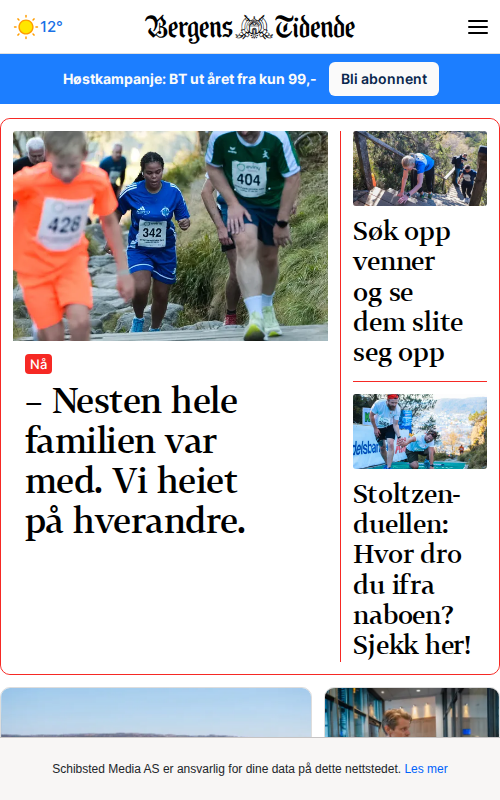 12°
Bergens Tidende
Høstkampanje: BT ut året fra kun 99,-
Bli abonnent
428
342
404
Nå
– Nesten hele
familien var
med. Vi heiet
på hverandre.
Søk opp
venner
og se
dem slite
seg opp
delsban
Stoltzen-
duellen:
Hvor dro
du ifra
naboen?
Sjekk her!
Schibsted Media AS er ansvarlig for dine data på dette nettstedet. Les mer